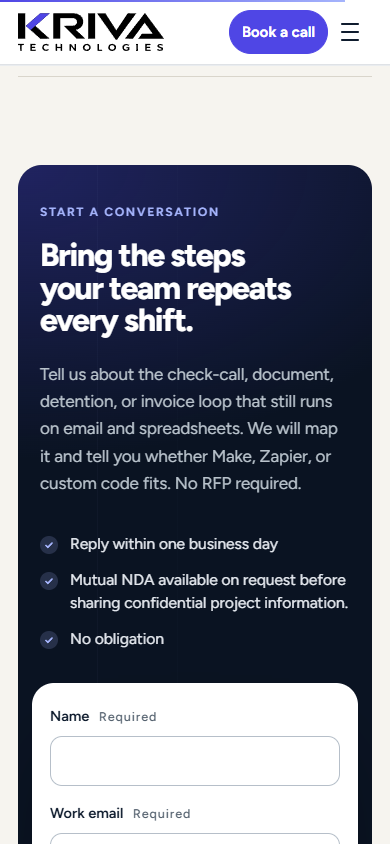 KRIVA
TECHNOLOGIES
Book a call
START A CONVERSATION
Bring the steps
your team repeats
every shift.
Tell us about the check-call, document,
detention, or invoice loop that still runs
on email and spreadsheets. We will map
it and tell you whether Make, Zapier, or
custom code fits. No RFP required.
Reply within one business day
Mutual NDA available on request before
sharing confidential project information.
No obligation
Name Required
Work email Required